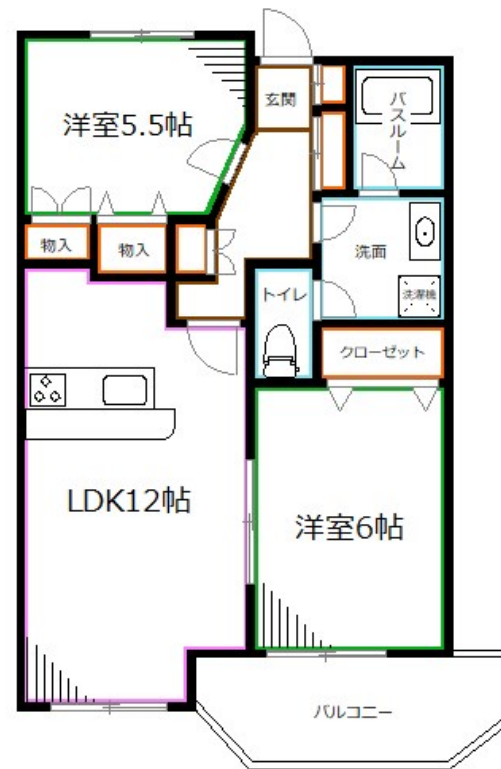 玄関
洋室5.5帖
バスルーム
物入
物入
洗面
トイレ
洗濯機
クローゼット
LDK12帖
洋室6帖
バルコニー